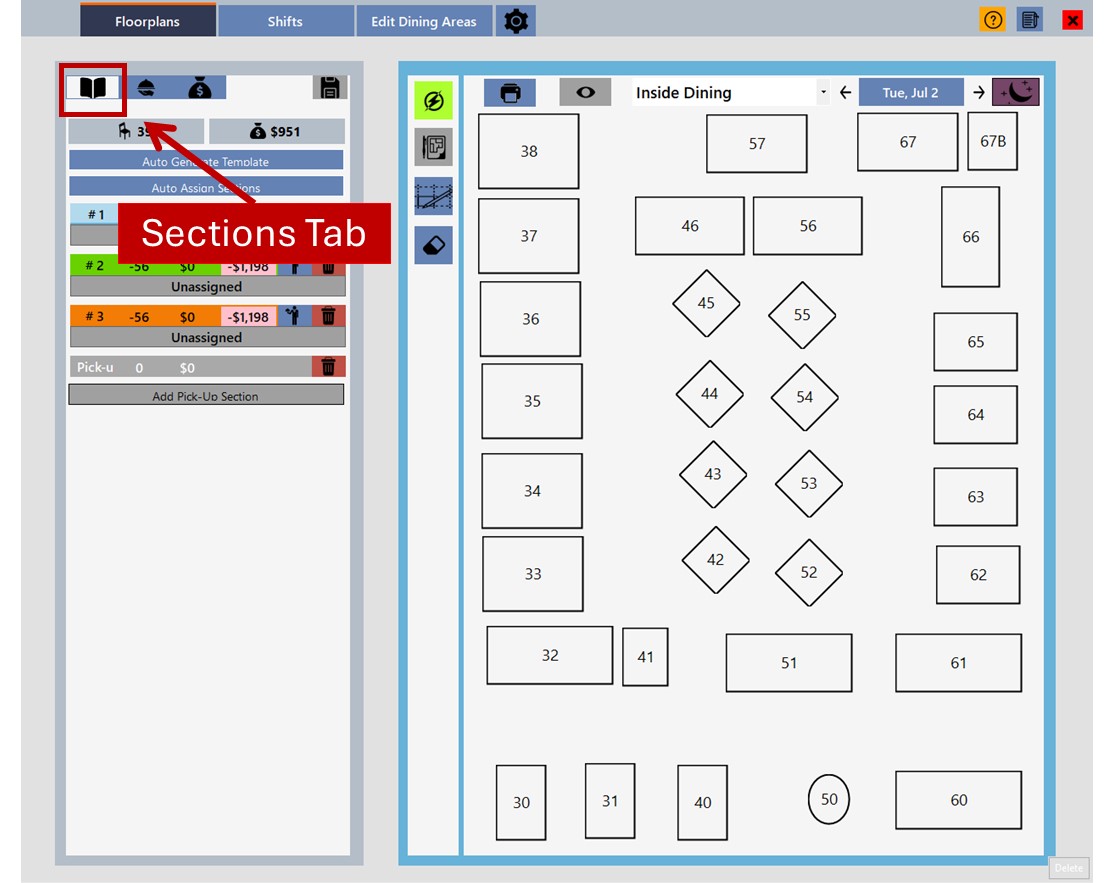 Floorplans
Shifts
Edit Dining Areas
Inside Dining
Tue, Jul 2
$951
Auto Template
Auto Assign
# 1
Sections Tab
# 2 -56 $0 -$1,198
Unassigned
# 3 -56 $0 -$1,198
Unassigned
Pick-u 0 $0
Add Pick-Up Section
38
57
67
67B
37
46
56
66
36
45
55
65
35
44
54
64
34
43
53
63
33
42
52
62
32
41
51
61
30
31
40
50
60
Delete